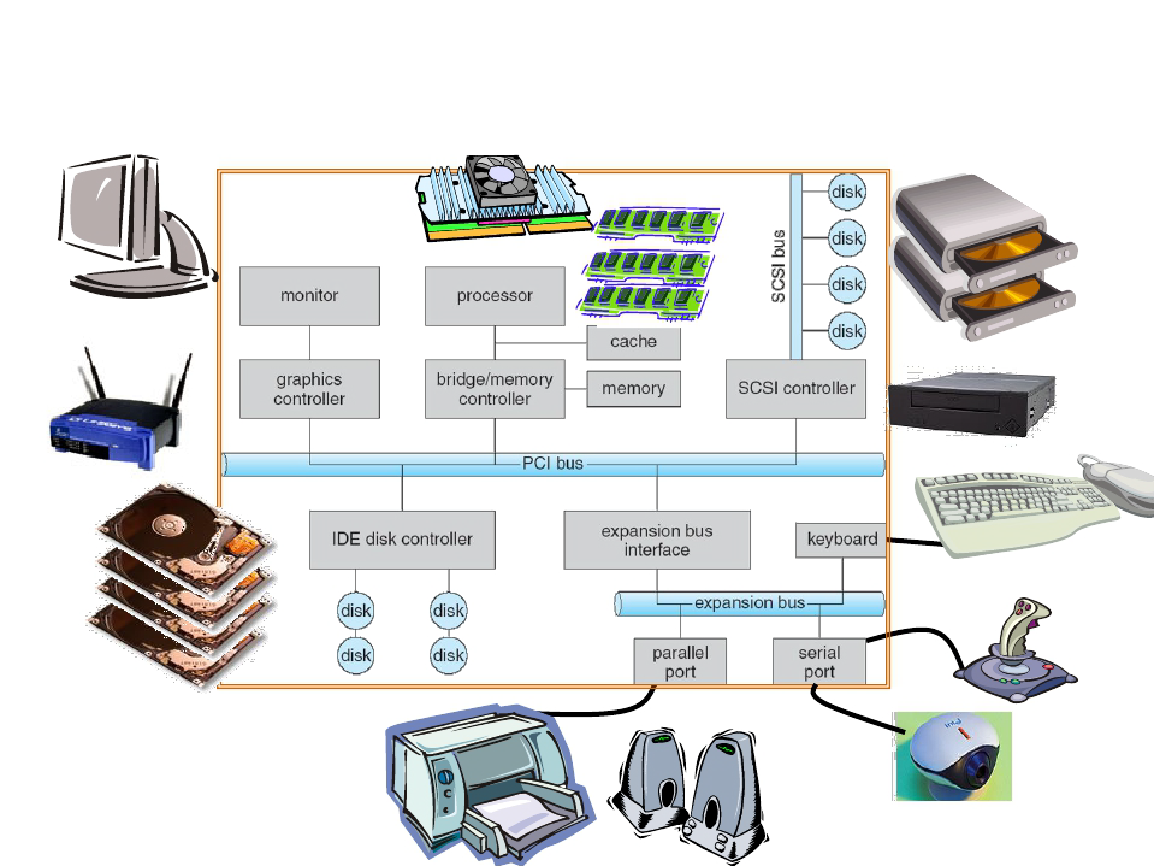 disk
disk
SCSI bus
disk
disk
monitor
processor
cache
graphics
controller
bridge/memory
controller
memory
SCSI controller
PCI bus
IDE disk controller
expansion bus
interface
keyboard
disk
disk
expansion bus
disk
disk
parallel
port
serial
port
intel